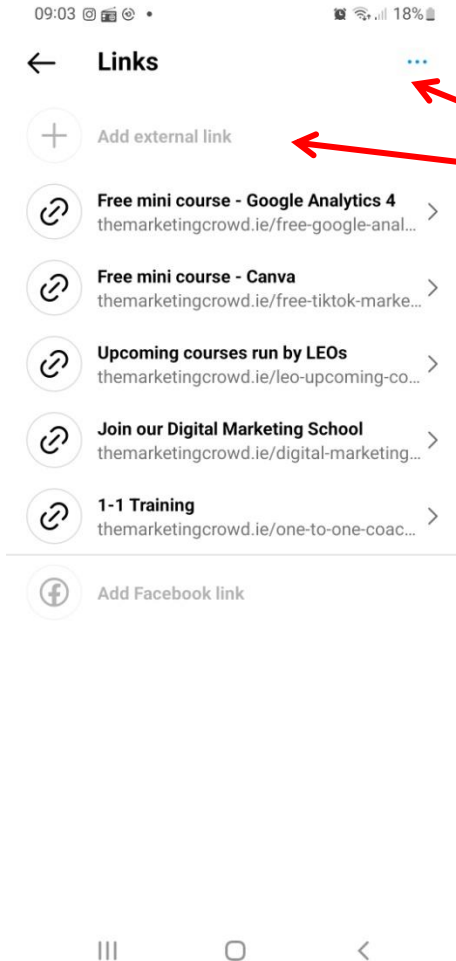 09:03 18%
Links
Add external link
Free mini course - Google Analytics 4
themarketingcrowd.ie/free-google-anal...
Free mini course - Canva
themarketingcrowd.ie/free-tiktok-marke...
Upcoming courses run by LEOs
themarketingcrowd.ie/leo-upcoming-co...
Join our Digital Marketing School
themarketingcrowd.ie/digital-marketing...
1-1 Training
themarketingcrowd.ie/one-to-one-coac...
Add Facebook link